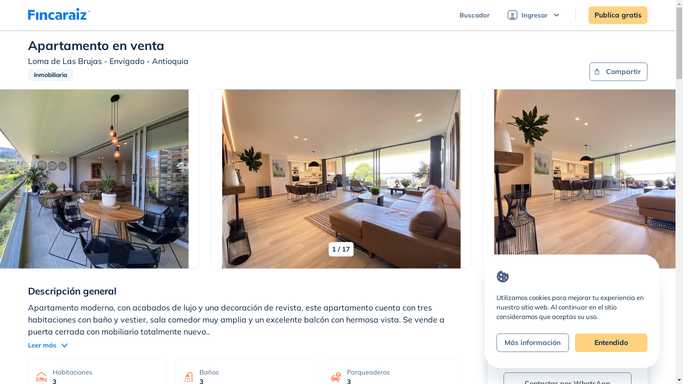 Fincaraiz
Buscador
Ingresar
Publica gratis
Apartamento en venta
Loma de Las Brujas - Envigado - Antioquia
Inmobiliaria
Compartir
1 / 17
Descripción general
Apartamento moderno, con acabados de lujo y una decoración de revista, este apartamento cuenta con tres
habitaciones con baño y vestier, sala comedor muy amplia y un excelente balcón con hermosa vista. Se vende a
puerta cerrada con mobiliario totalmente nuevo..
Leer más
Habitaciones
3
Baños
3
Parqueaderos
3
Utilizamos cookies para mejorar tu experiencia en
nuestro sitio web. Al continuar en el sitio
consideramos que aceptas su uso.
Más información
Entendido
Contactar por WhatsApp